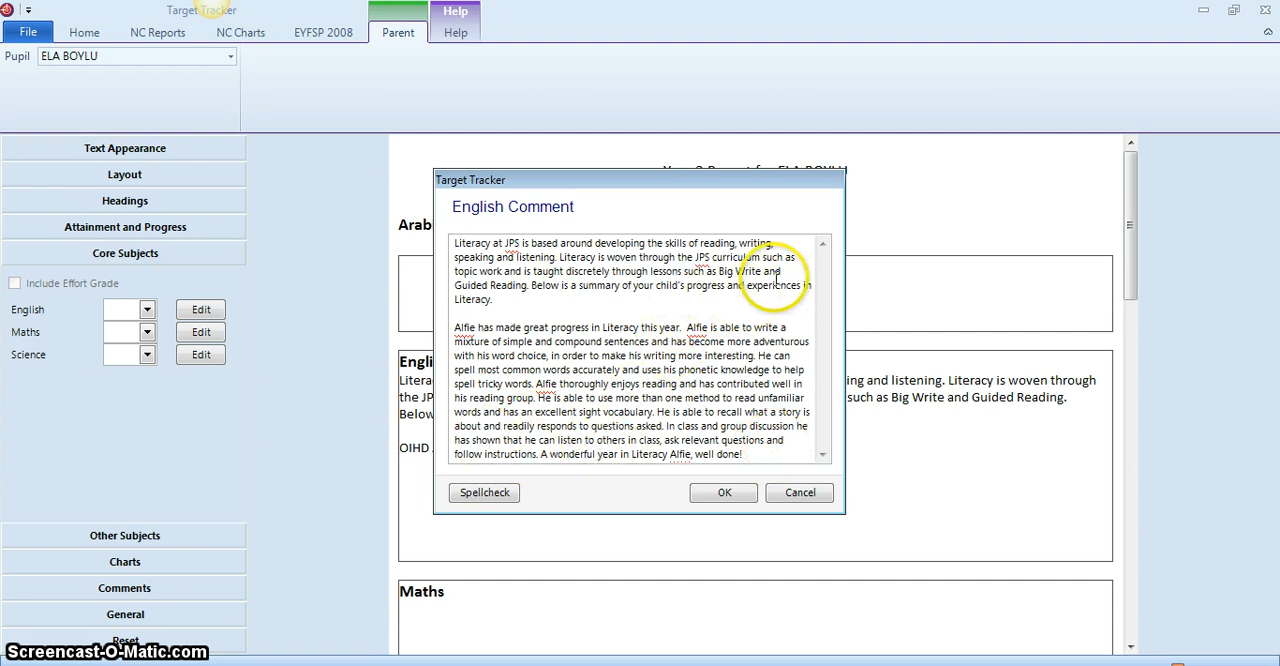 Target Tracker
Help
File Home NC Reports NC Charts EYFSP 2008 Parent Help
Pupil ELA BOYLU
Text Appearance
Layout
Headings
Attainment and Progress
Core Subjects
Include Effort Grade
English Edit
Maths Edit
Science Edit
Other Subjects
Charts
Comments
General
Reset
Screencast-O-Matic.com
Arab
Target Tracker
English Comment
Literacy at JPS is based around developing the skills of reading, writing,
speaking and listening. Literacy is woven through the JPS curriculum such as
topic work and is taught discretely through lessons such as Big Write and
Guided Reading. Below is a summary of your child's progress and experiences in
Literacy.
Alfie has made great progress in Literacy this year. Alfie is able to write a
mixture of simple and compound sentences and has become more adventurous
with his word choice, in order to make his writing more interesting. He can
spell most common words accurately and uses his phonetic knowledge to help
spell tricky words. Alfie thoroughly enjoys reading and has contributed well in
his reading group. He is able to use more than one method to read unfamiliar
words and has an excellent sight vocabulary. He is able to recall what a story is
about and readily responds to questions asked. In class and group discussion he
has shown that he can listen to others in class, ask relevant questions and
follow instructions. A wonderful year in Literacy Alfie, well done!
Spellcheck OK Cancel
Engli
Litera ing and listening. Literacy is woven through
the JP such as Big Write and Guided Reading.
Below
OIHD
Maths